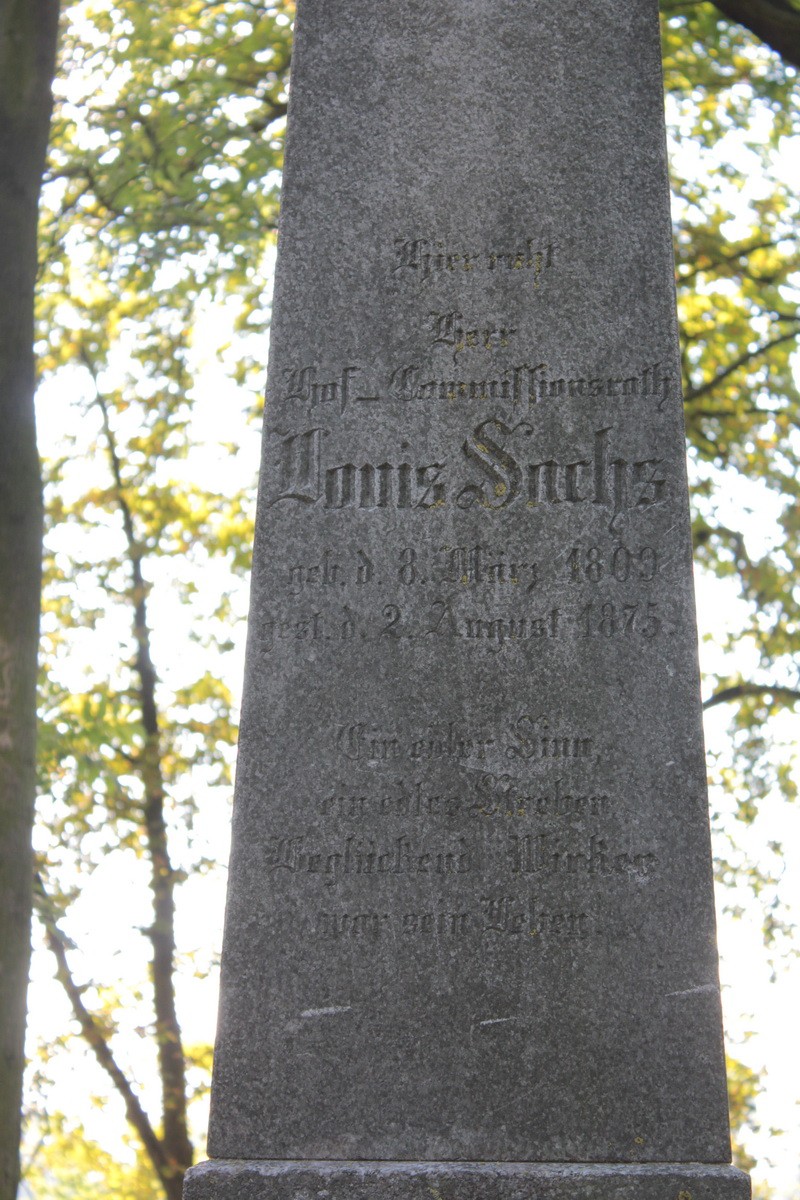 Hier ruht
Herr
Hof-Commissionsrath
Louis Sachs
geb. d. 8. März 1809
gest. d. 2. August 1875.
Ein edler Sinn,
ein edles Streben
Beglückend Wirken
war sein Leben.